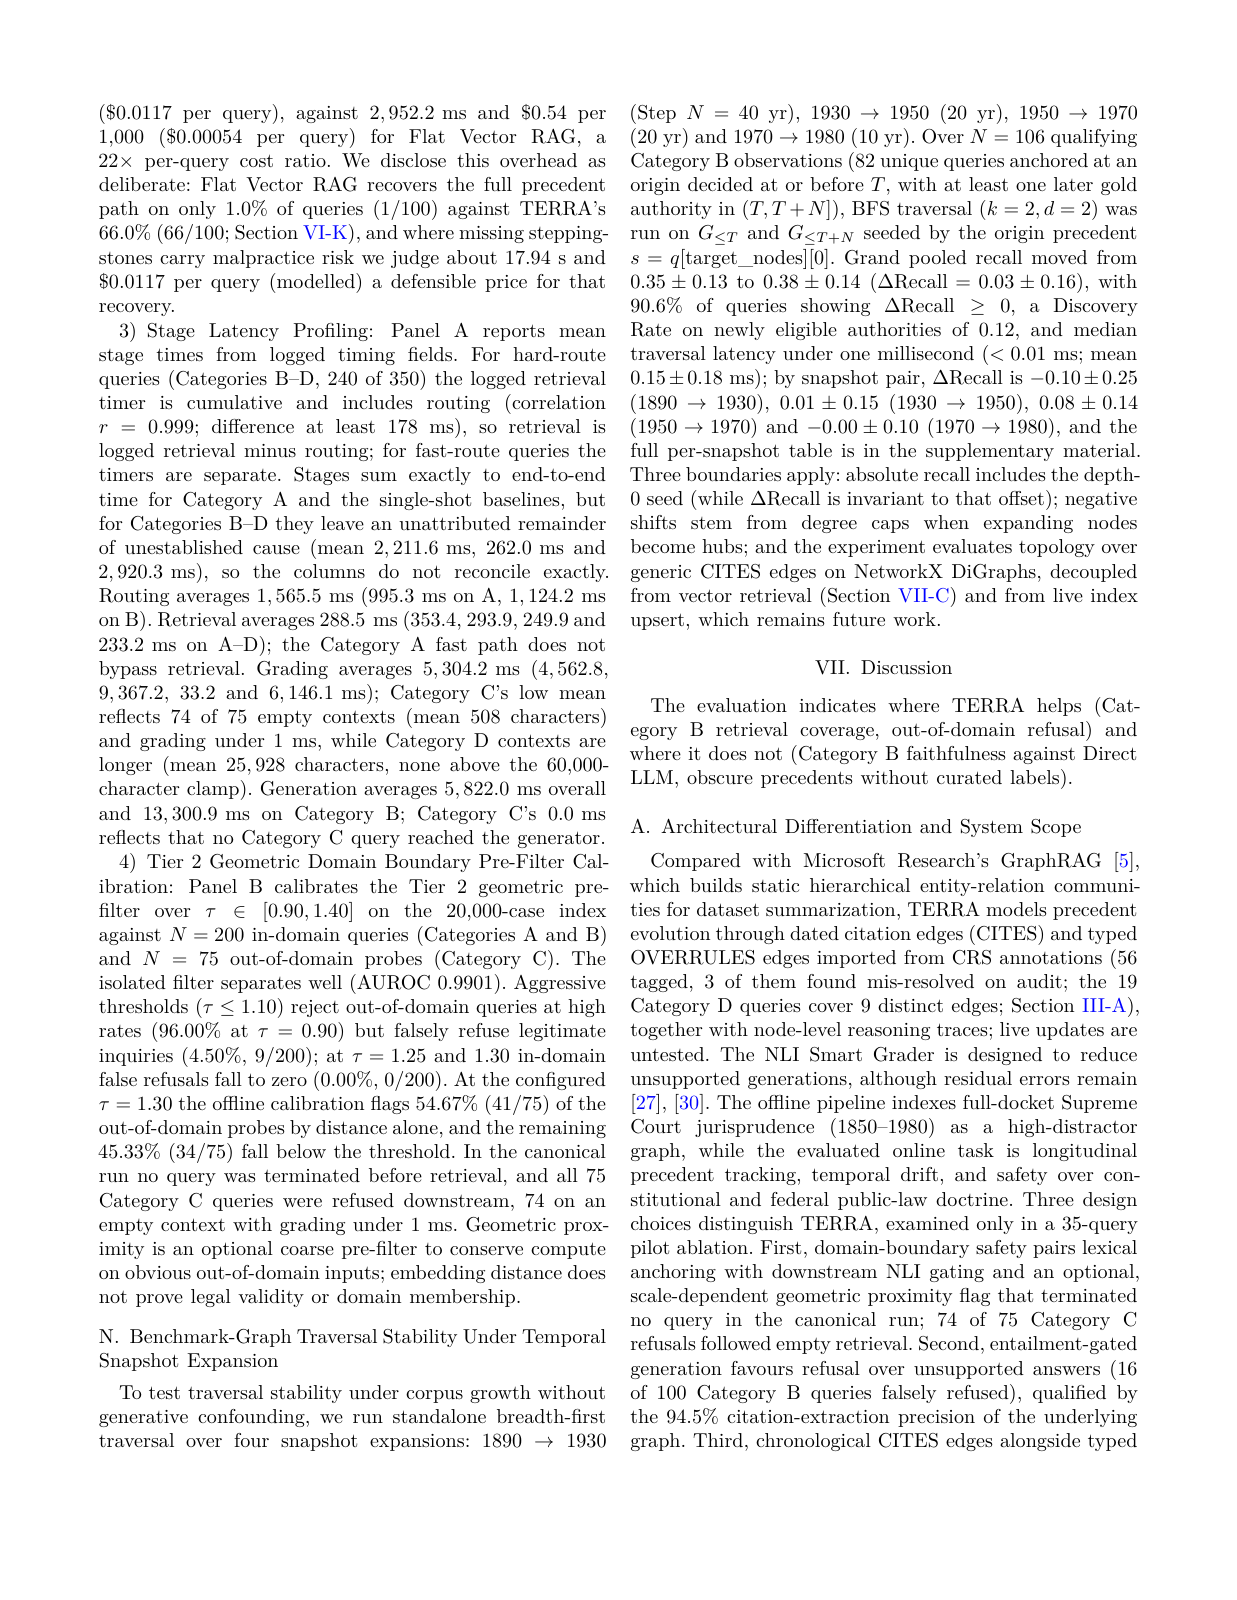 ($0.0117 per query), against 2,952.2 ms and $0.54 per
1,000 ($0.00054 per query) for Flat Vector RAG, a
22× per-query cost ratio. We disclose this overhead as
deliberate: Flat Vector RAG recovers the full precedent
path on only 1.0% of queries (1/100) against TERRA's
66.0% (66/100; Section VI-K), and where missing stepping-
stones carry malpractice risk we judge about 17.94 s and
$0.0117 per query (modelled) a defensible price for that
recovery.
3) Stage Latency Profiling: Panel A reports mean
stage times from logged timing fields. For hard-route
queries (Categories B–D, 240 of 350) the logged retrieval
timer is cumulative and includes routing (correlation
r = 0.999; difference at least 178 ms), so retrieval is
logged retrieval minus routing; for fast-route queries the
timers are separate. Stages sum exactly to end-to-end
time for Category A and the single-shot baselines, but
for Categories B–D they leave an unattributed remainder
of unestablished cause (mean 2,211.6 ms, 262.0 ms and
2,920.3 ms), so the columns do not reconcile exactly.
Routing averages 1,565.5 ms (995.3 ms on A, 1,124.2 ms
on B). Retrieval averages 288.5 ms (353.4, 293.9, 249.9 and
233.2 ms on A–D); the Category A fast path does not
bypass retrieval. Grading averages 5,304.2 ms (4,562.8,
9,367.2, 33.2 and 6,146.1 ms); Category C's low mean
reflects 74 of 75 empty contexts (mean 508 characters)
and grading under 1 ms, while Category D contexts are
longer (mean 25,928 characters, none above the 60,000-
character clamp). Generation averages 5,822.0 ms overall
and 13,300.9 ms on Category B; Category C's 0.0 ms
reflects that no Category C query reached the generator.
4) Tier 2 Geometric Domain Boundary Pre-Filter Cal-
ibration: Panel B calibrates the Tier 2 geometric pre-
filter over τ ∈ [0.90, 1.40] on the 20,000-case index
against N = 200 in-domain queries (Categories A and B)
and N = 75 out-of-domain probes (Category C). The
isolated filter separates well (AUROC 0.9901). Aggressive
thresholds (τ ≤ 1.10) reject out-of-domain queries at high
rates (96.00% at τ = 0.90) but falsely refuse legitimate
inquiries (4.50%, 9/200); at τ = 1.25 and 1.30 in-domain
false refusals fall to zero (0.00%, 0/200). At the configured
τ = 1.30 the offline calibration flags 54.67% (41/75) of the
out-of-domain probes by distance alone, and the remaining
45.33% (34/75) fall below the threshold. In the canonical
run no query was terminated before retrieval, and all 75
Category C queries were refused downstream, 74 on an
empty context with grading under 1 ms. Geometric prox-
imity is an optional coarse pre-filter to conserve compute
on obvious out-of-domain inputs; embedding distance does
not prove legal validity or domain membership.
N. Benchmark-Graph Traversal Stability Under Temporal
Snapshot Expansion
To test traversal stability under corpus growth without
generative confounding, we run standalone breadth-first
traversal over four snapshot expansions: 1890 → 1930
(Step N = 40 yr), 1930 → 1950 (20 yr), 1950 → 1970
(20 yr) and 1970 → 1980 (10 yr). Over N = 106 qualifying
Category B observations (82 unique queries anchored at an
origin decided at or before T, with at least one later gold
authority in (T, T + N]), BFS traversal (k = 2, d = 2) was
run on G≤T and G≤T+N seeded by the origin precedent
s = q[target_nodes][0]. Grand pooled recall moved from
0.35 ± 0.13 to 0.38 ± 0.14 (ΔRecall = 0.03 ± 0.16), with
90.6% of queries showing ΔRecall ≥ 0, a Discovery
Rate on newly eligible authorities of 0.12, and median
traversal latency under one millisecond (< 0.01 ms; mean
0.15 ± 0.18 ms); by snapshot pair, ΔRecall is −0.10 ± 0.25
(1890 → 1930), 0.01 ± 0.15 (1930 → 1950), 0.08 ± 0.14
(1950 → 1970) and −0.00 ± 0.10 (1970 → 1980), and the
full per-snapshot table is in the supplementary material.
Three boundaries apply: absolute recall includes the depth-
0 seed (while ΔRecall is invariant to that offset); negative
shifts stem from degree caps when expanding nodes
become hubs; and the experiment evaluates topology over
generic CITES edges on NetworkX DiGraphs, decoupled
from vector retrieval (Section VII-C) and from live index
upsert, which remains future work.
VII. Discussion
The evaluation indicates where TERRA helps (Cat-
egory B retrieval coverage, out-of-domain refusal) and
where it does not (Category B faithfulness against Direct
LLM, obscure precedents without curated labels).
A. Architectural Differentiation and System Scope
Compared with Microsoft Research's GraphRAG [5],
which builds static hierarchical entity-relation communi-
ties for dataset summarization, TERRA models precedent
evolution through dated citation edges (CITES) and typed
OVERRULES edges imported from CRS annotations (56
tagged, 3 of them found mis-resolved on audit; the 19
Category D queries cover 9 distinct edges; Section III-A),
together with node-level reasoning traces; live updates are
untested. The NLI Smart Grader is designed to reduce
unsupported generations, although residual errors remain
[27], [30]. The offline pipeline indexes full-docket Supreme
Court jurisprudence (1850–1980) as a high-distractor
graph, while the evaluated online task is longitudinal
precedent tracking, temporal drift, and safety over con-
stitutional and federal public-law doctrine. Three design
choices distinguish TERRA, examined only in a 35-query
pilot ablation. First, domain-boundary safety pairs lexical
anchoring with downstream NLI gating and an optional,
scale-dependent geometric proximity flag that terminated
no query in the canonical run; 74 of 75 Category C
refusals followed empty retrieval. Second, entailment-gated
generation favours refusal over unsupported answers (16
of 100 Category B queries falsely refused), qualified by
the 94.5% citation-extraction precision of the underlying
graph. Third, chronological CITES edges alongside typed